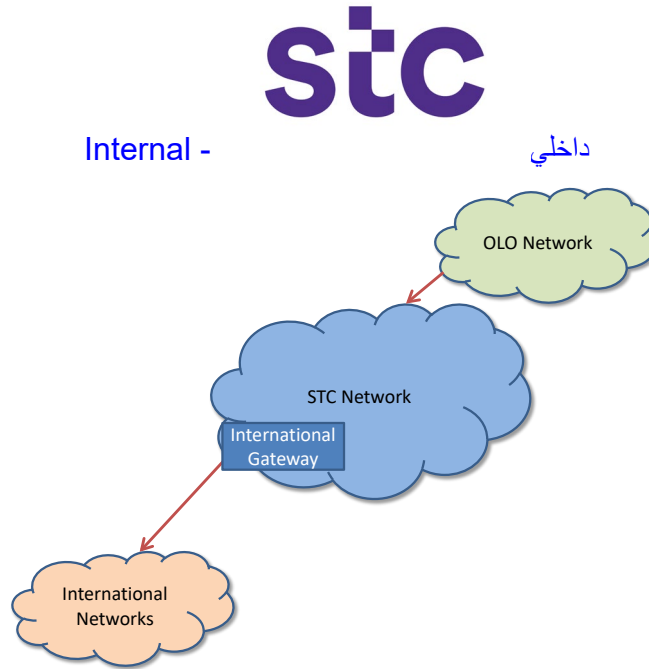 stc
Internal - داخلي
OLO Network
STC Network
International
Gateway
International
Networks